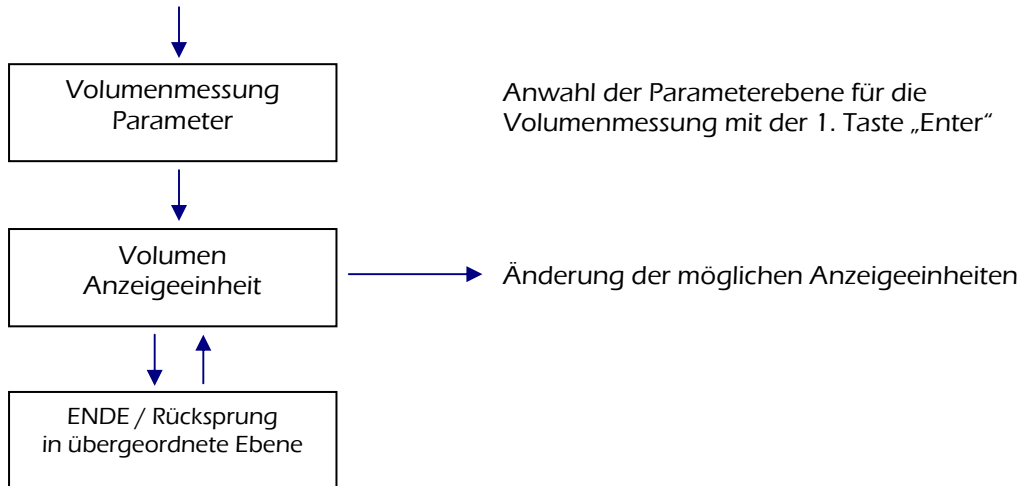 Volumenmessung
Parameter
Anwahl der Parameterebene für die
Volumenmessung mit der 1. Taste „Enter“
Volumen
Anzeigeeinheit
Änderung der möglichen Anzeigeeinheiten
ENDE / Rücksprung
in übergeordnete Ebene